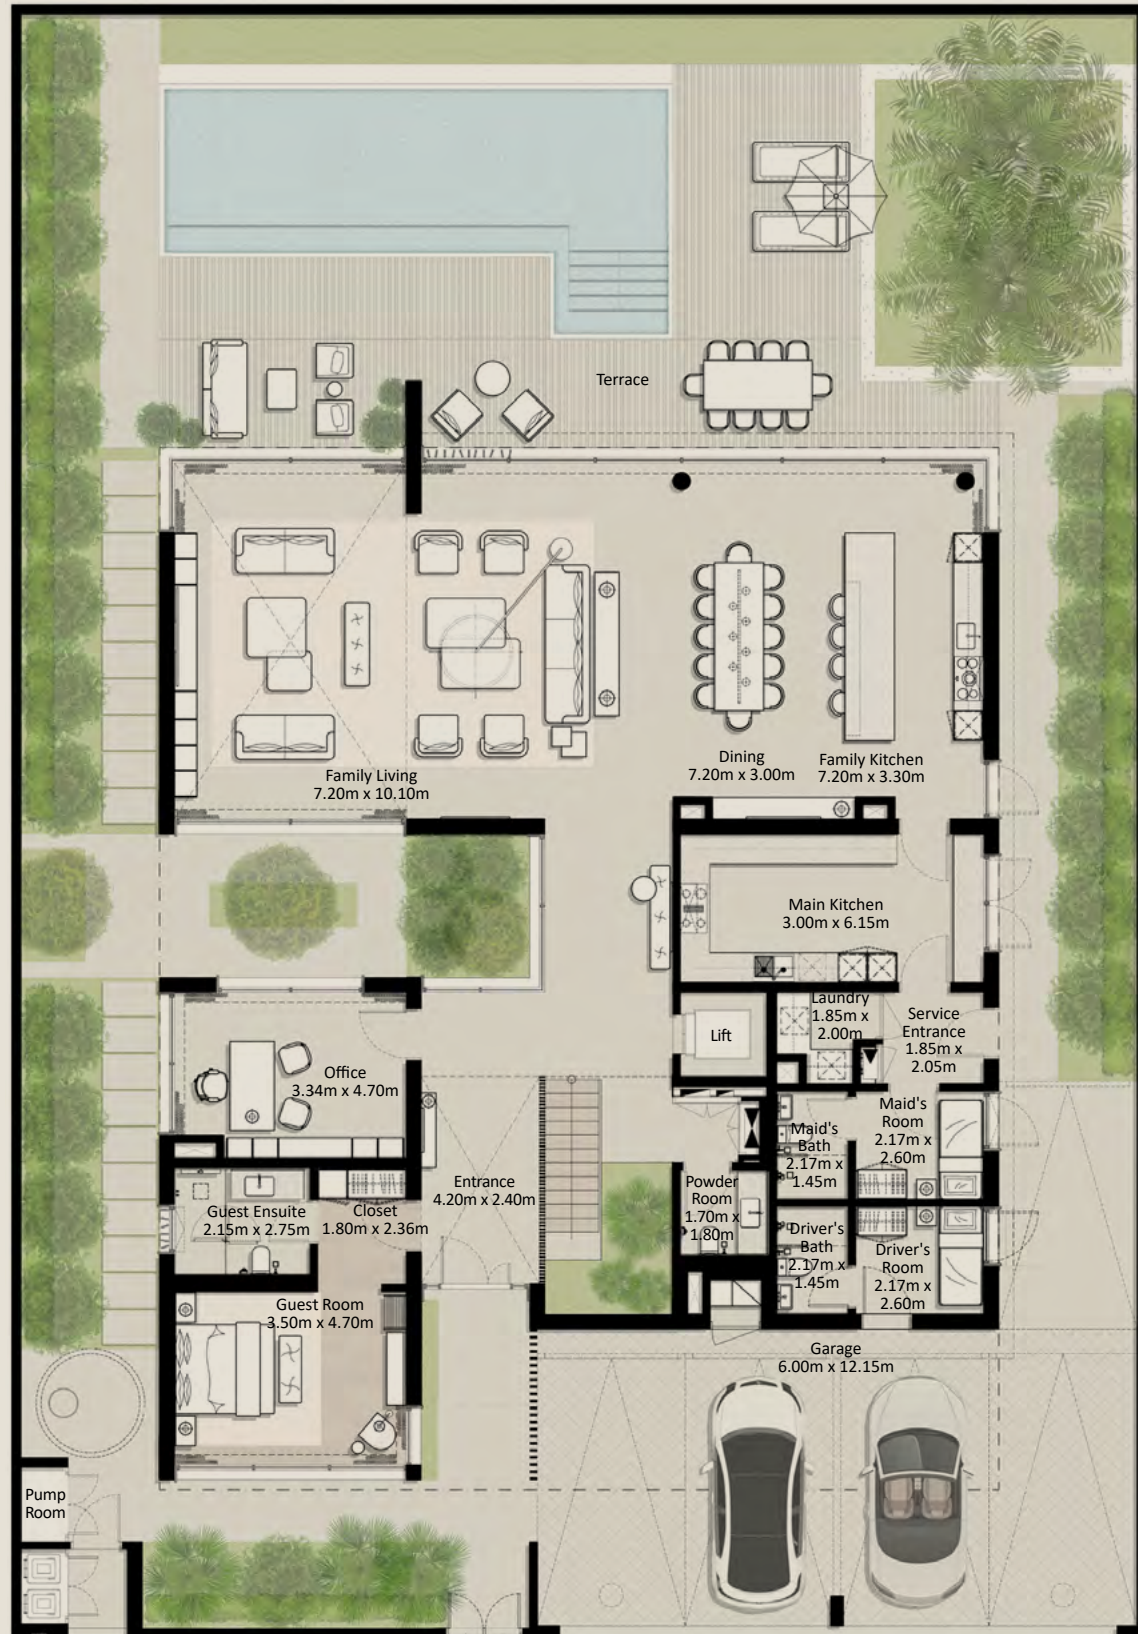 Terrace
Family Living
7.20m x 10.10m
Dining
7.20m x 3.00m
Family Kitchen
7.20m x 3.30m
Main Kitchen
3.00m x 6.15m
Laundry
1.85m x
2.00m
Service
Entrance
1.85m x
2.05m
Lift
Office
3.34m x 4.70m
Maid's
Bath
2.17m x
1.45m
Maid's
Room
2.17m x
2.60m
Entrance
4.20m x 2.40m
Powder
Room
1.70m x
1.80m
Guest Ensuite
2.15m x 2.75m
Closet
1.80m x 2.36m
Driver's
Bath
2.17m x
1.45m
Driver's
Room
2.17m x
2.60m
Guest Room
3.50m x 4.70m
Garage
6.00m x 12.15m
Pump
Room